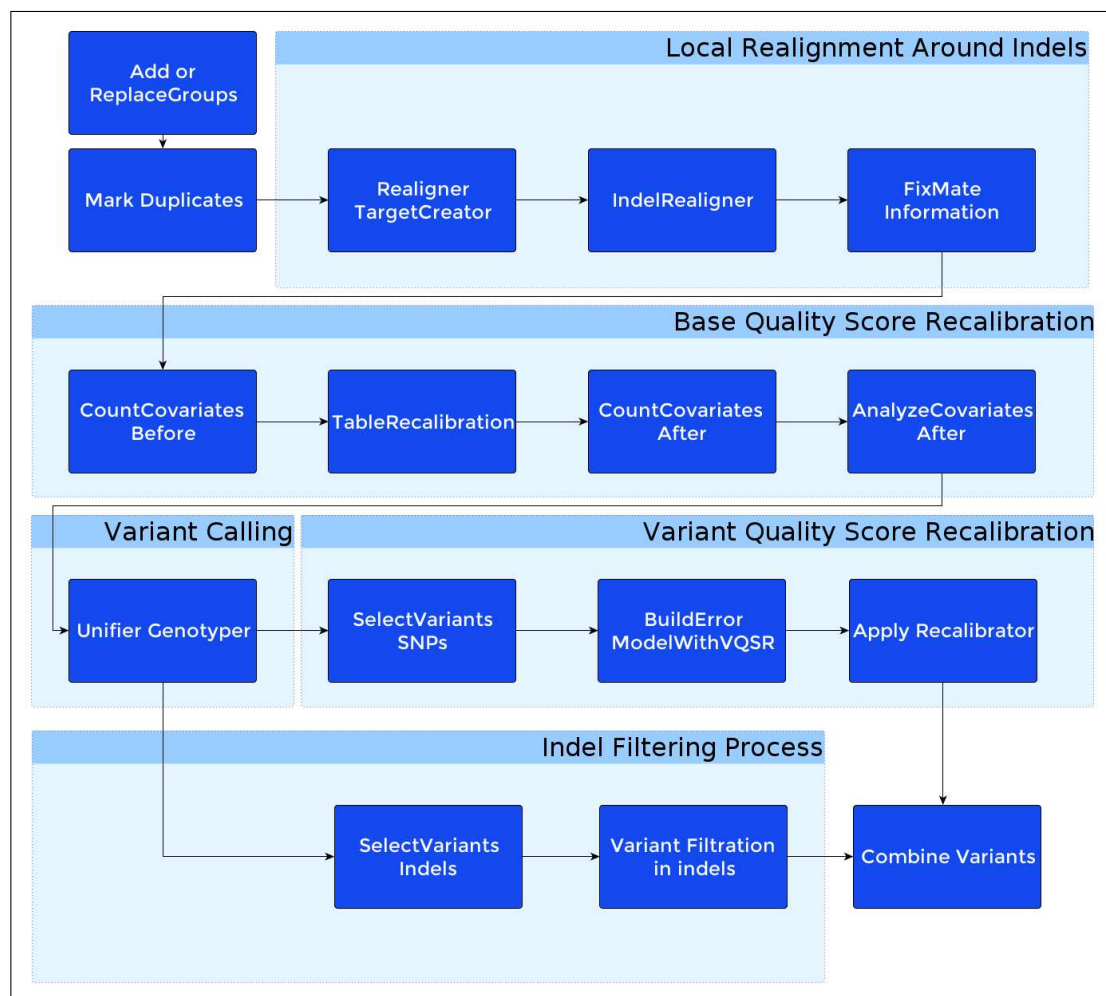 Local Realignment Around Indels
Add or
ReplaceGroups
Mark Duplicates
Realigner
TargetCreator
IndelRealigner
FixMate
Information
Base Quality Score Recalibration
CountCovariates
Before
TableRecalibration
CountCovariates
After
AnalyzeCovariates
After
Variant Calling
Variant Quality Score Recalibration
Unifier Genotyper
SelectVariants
SNPs
BuildError
ModelWithVQSR
Apply Recalibrator
Indel Filtering Process
SelectVariants
Indels
Variant Filtration
in indels
Combine Variants